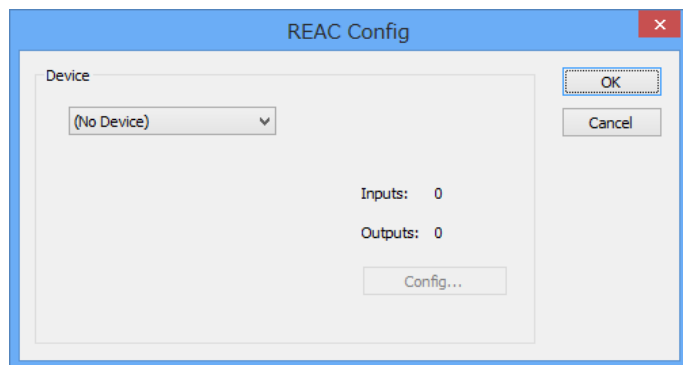 REAC Config
Device
OK
(No Device)
Cancel
Inputs: 0
Outputs: 0
Config...